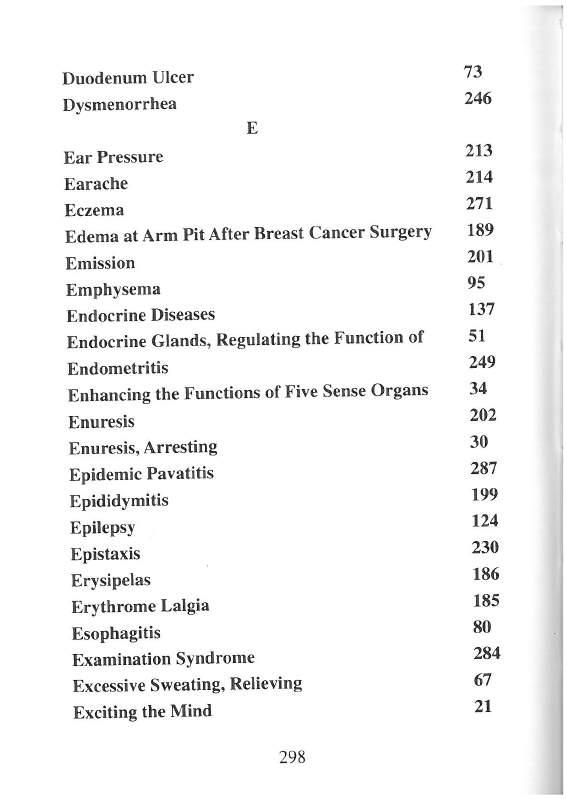 Duodenum Ulcer 73
Dysmenorrhea 246
E
Ear Pressure 213
Earache 214
Eczema 271
Edema at Arm Pit After Breast Cancer Surgery 189
Emission 201
Emphysema 95
Endocrine Diseases 137
Endocrine Glands, Regulating the Function of 51
Endometritis 249
Enhancing the Functions of Five Sense Organs 34
Enuresis 202
Enuresis, Arresting 30
Epidemic Pavatitis 287
Epididymitis 199
Epilepsy 124
Epistaxis 230
Erysipelas 186
Erythrome Lalgia 185
Esophagitis 80
Examination Syndrome 284
Excessive Sweating, Relieving 67
Exciting the Mind 21
298